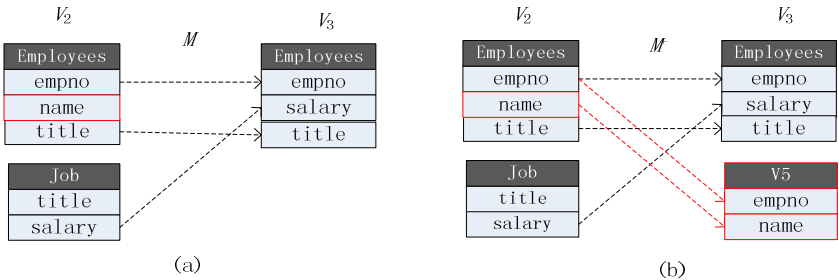 V2
M
V3
Employees
empno
name
title
Employees
empno
salary
title
Job
title
salary
(a)
V2
M-
V3
Employees
empno
name
title
Employees
empno
salary
title
Job
title
salary
V5
empno
name
(b)